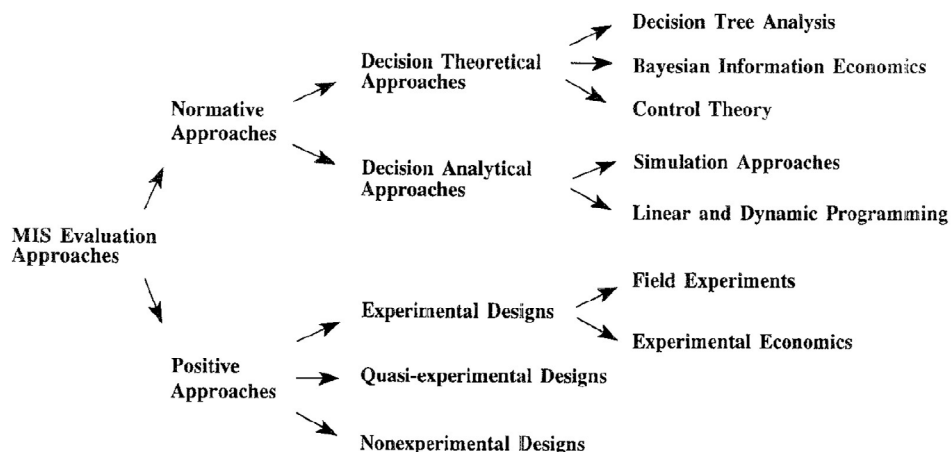 Decision Tree Analysis
Decision Theoretical
Approaches
Bayesian Information Economics
Normative
Approaches
Control Theory
Decision Analytical
Approaches
Simulation Approaches
Linear and Dynamic Programming
MIS Evaluation
Approaches
Field Experiments
Experimental Designs
Experimental Economics
Positive
Approaches
Quasi-experimental Designs
Nonexperimental Designs